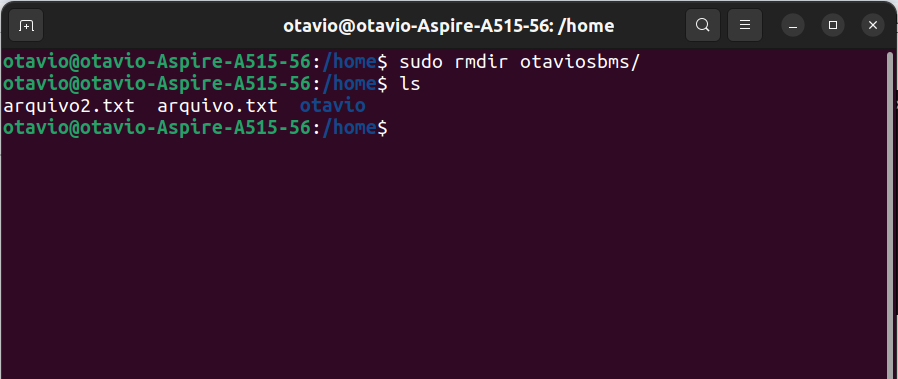 otavio@otavio-Aspire-A515-56: /home
otavio@otavio-Aspire-A515-56:/home$ sudo rmdir otaviosbms/
otavio@otavio-Aspire-A515-56:/home$ ls
arquivo2.txt  arquivo.txt  otavio
otavio@otavio-Aspire-A515-56:/home$